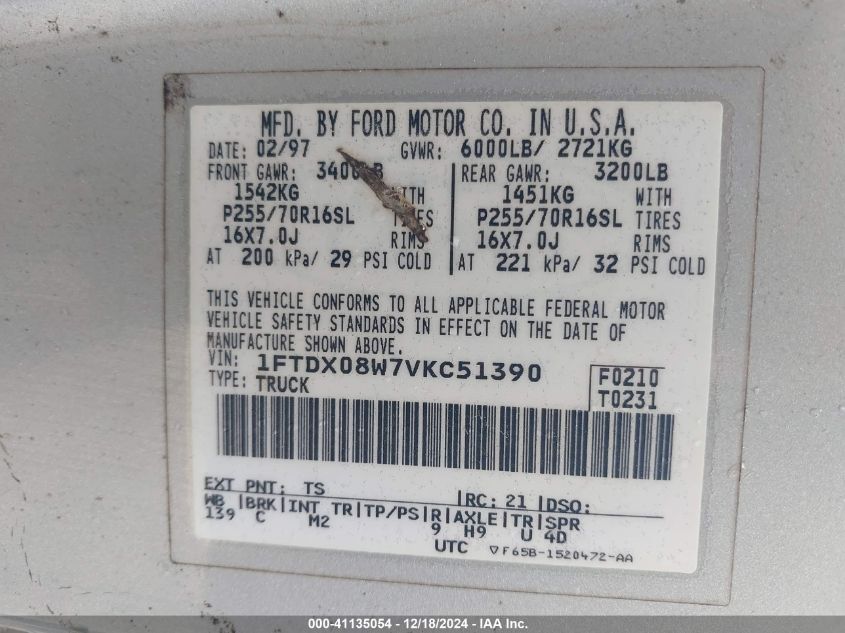 MFD. BY FORD MOTOR CO. IN U.S.A.
DATE: 02/97 GVWR: 6000LB/ 2721KG
FRONT GAWR: 3400LB REAR GAWR: 3200LB
1542KG WITH 1451KG WITH
P255/70R16SL TIRES P255/70R16SL TIRES
16X7.0J RIMS 16X7.0J RIMS
AT 200 kPa/ 29 PSI COLD AT 221 kPa/ 32 PSI COLD
THIS VEHICLE CONFORMS TO ALL APPLICABLE FEDERAL MOTOR
VEHICLE SAFETY STANDARDS IN EFFECT ON THE DATE OF
MANUFACTURE SHOWN ABOVE.
VIN: 1FTDX08W7VKC51390 F0210
TYPE: TRUCK T0231
EXT PNT: TS RC: 21 DSO:
WB BRK INT TR TP/PS R AXLE TR SPR
139 C M2 9 H9 U 4D
UTC ▽F65B-1520472-AA
000-41135054 - 12/18/2024 - IAA Inc.